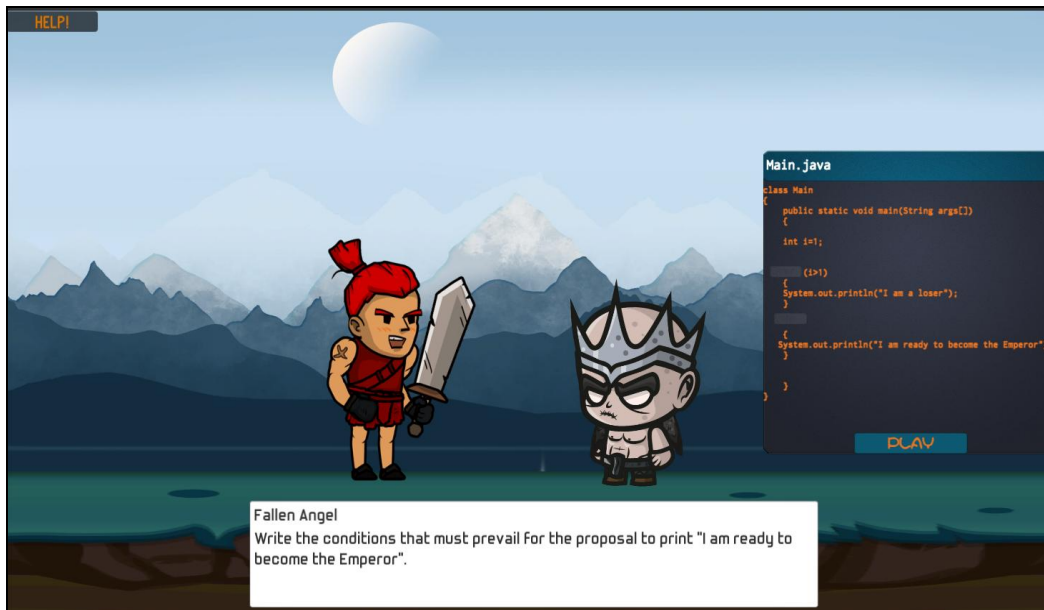 HELP!
Main.java
class Main
{
public static void main(String args[])
{
int i=1;
(i>1)
{
System.out.println("I am a loser");
}
{
System.out.println("I am ready to become the Emperor"
}
}
}
PLAY
Fallen Angel
Write the conditions that must prevail for the proposal to print "I am ready to
become the Emperor".